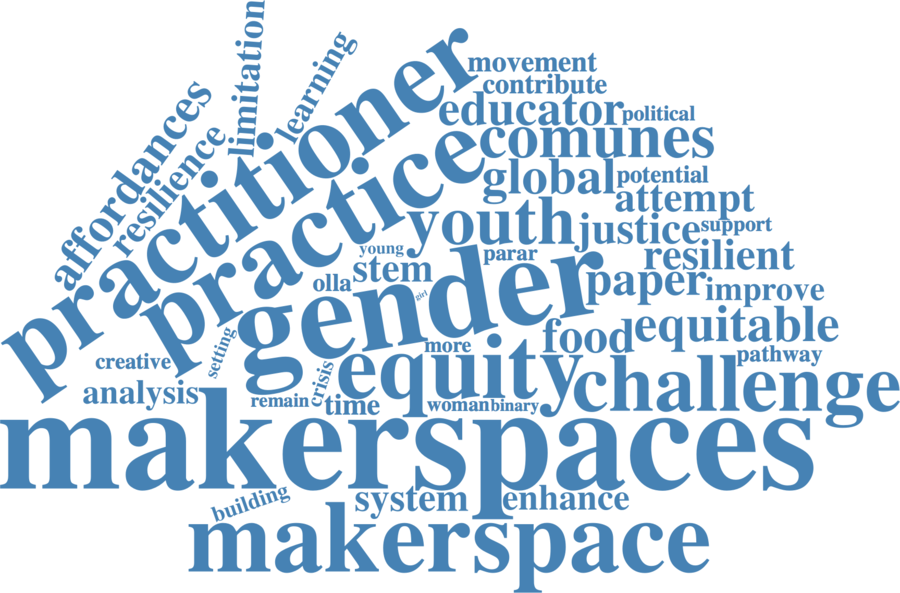 limitation
learning
affordances
resilience
practitioner
practice
movement
contribute
educator
political
comunes
global
potential
attempt
youth
justice
support
young
parar
resilient
olla
stem
gender
girl
paper
improve
setting
food
equitable
more
pathway
creative
crisis
equity
challenge
analysis
remain
time
woman
binary
makerspaces
building
system
enhance
makerspace